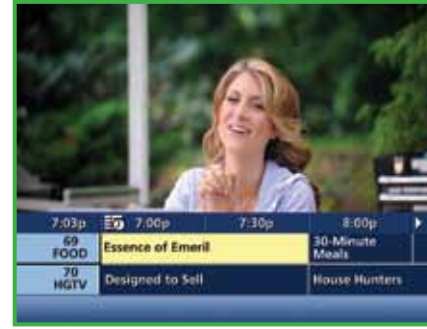 7:03p 7:00p 7:30p 8:00p
69 FOOD Essence of Emeril 30-Minute Meals
70 HGTV Designed to Sell House Hunters